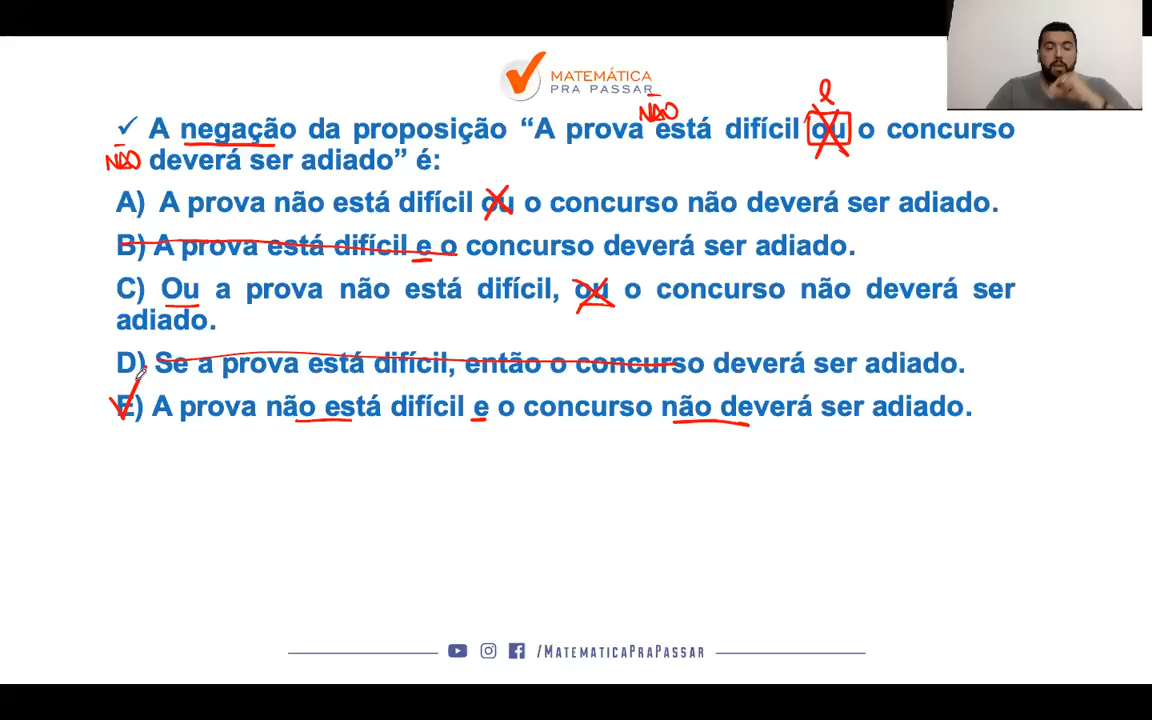 MATEMÁTICA
PRA PASSAR
NÃO
e
✓ A negação da proposição “A prova está difícil ou o concurso
NÃO deverá ser adiado” é:
A) A prova não está difícil ou o concurso não deverá ser adiado.
B) A prova está difícil e o concurso deverá ser adiado.
C) Ou a prova não está difícil, ou o concurso não deverá ser
adiado.
D) Se a prova está difícil, então o concurso deverá ser adiado.
E) A prova não está difícil e o concurso não deverá ser adiado.
/MATEMATICAPRAPASSAR